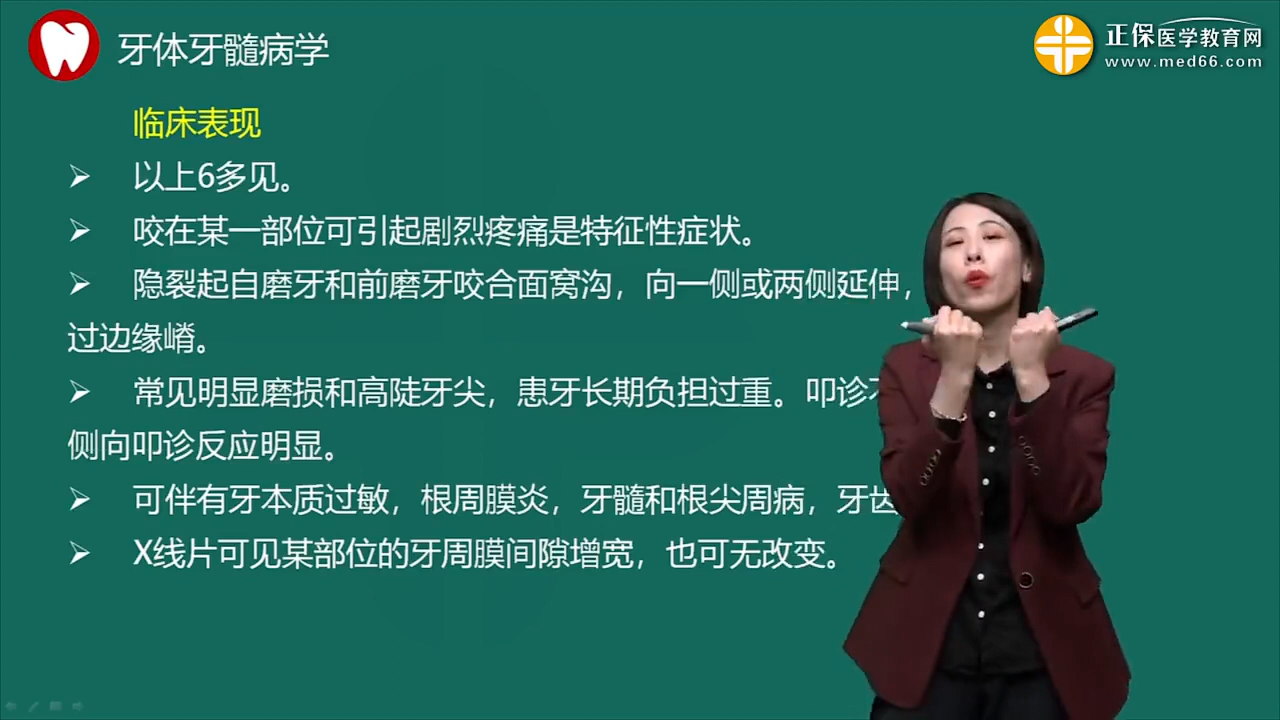 牙体牙髓病学
正保医学教育网
www.med66.com
临床表现
以上6多见。
咬在某一部位可引起剧烈疼痛是特征性症状。
隐裂起自磨牙和前磨牙咬合面窝沟，向一侧或两侧延伸，
过边缘嵴。
常见明显磨损和高陡牙尖，患牙长期负担过重。叩诊
侧向叩诊反应明显。
可伴有牙本质过敏，根周膜炎，牙髓和根尖周病，牙
X线片可见某部位的牙周膜间隙增宽，也可无改变。